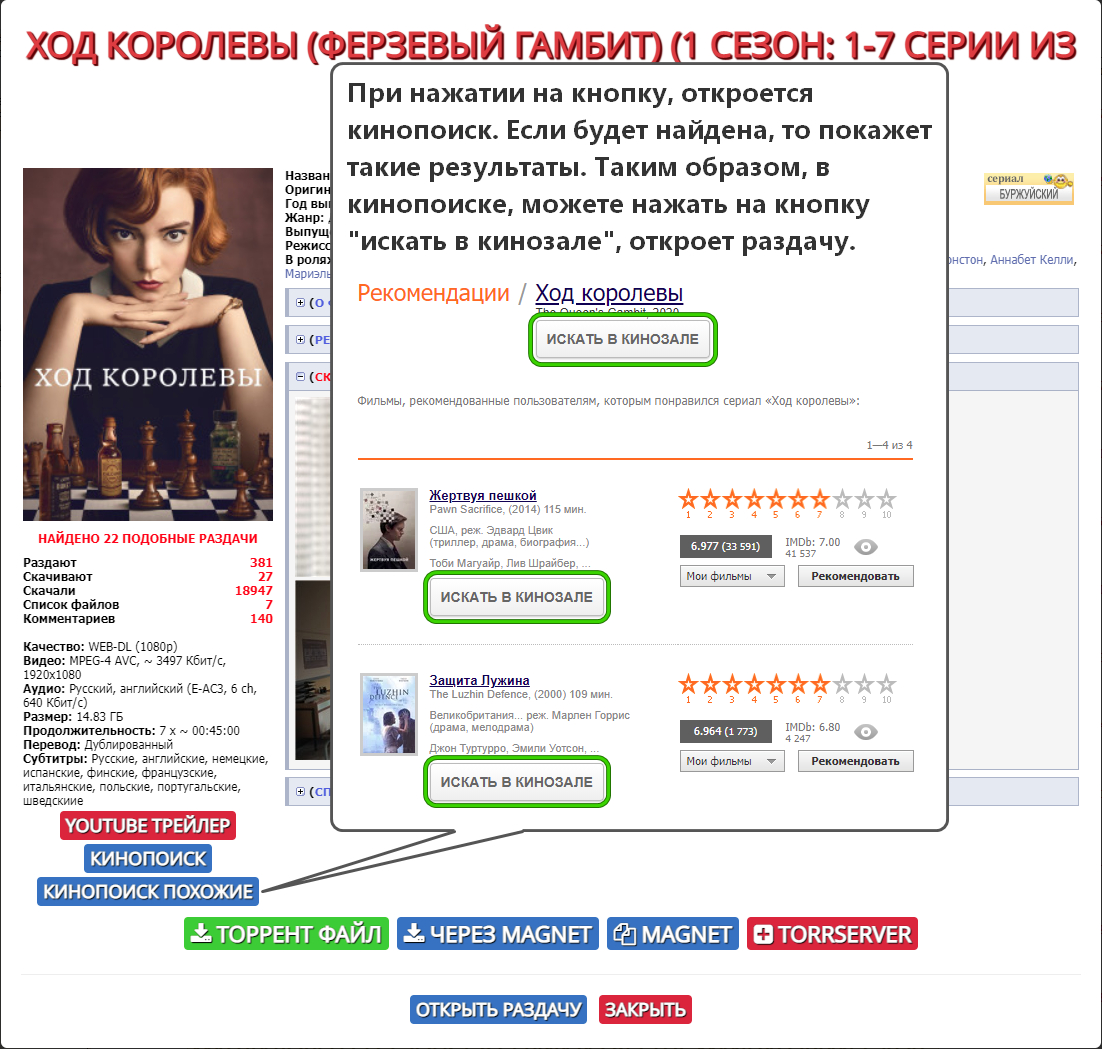 ХОД КОРОЛЕВЫ (ФЕРЗЕВЫЙ ГАМБИТ) (1 СЕЗОН: 1-7 СЕРИИ ИЗ
При нажатии на кнопку, откроется
кинопоиск. Если будет найдена, то покажет
такие результаты. Таким образом, в
кинопоиске, можете нажать на кнопку
"искать в кинозале", откроет раздачу.
сериал
БУРЖУЙСКИЙ
Назван
Оригин
Год вы
Жанр:
Выпуще
Режисс
В ролях
Мариэль
нстон, Аннабет Келли,
(О
(РЕ
(СК
(СП
ХОД КОРОЛЕВЫ
НАЙДЕНО 22 ПОДОБНЫЕ РАЗДАЧИ
Раздают 381
Скачивают 27
Скачали 18947
Список файлов 7
Комментариев 140
Качество: WEB-DL (1080p)
Видео: MPEG-4 AVC, ~ 3497 Кбит/с,
1920x1080
Аудио: Русский, английский (E-AC3, 6 ch,
640 Кбит/с)
Размер: 14.83 ГБ
Продолжительность: 7 x ~ 00:45:00
Перевод: Дублированный
Субтитры: Русские, английские, немецкие,
испанские, финские, французские,
итальянские, польские, португальские,
шведскиие
YOUTUBE ТРЕЙЛЕР
КИНОПОИСК
КИНОПОИСК ПОХОЖИЕ
Рекомендации / Ход королевы
The Queen's Gambit, 2020
ИСКАТЬ В КИНОЗАЛЕ
Фильмы, рекомендованные пользователям, которым понравился сериал «Ход королевы»:
1—4 из 4
ЖЕРТВУЯ ПЕШКОЙ
Жертвуя пешкой
Pawn Sacrifice, (2014) 115 мин.
США, реж. Эдвард Цвик
(триллер, драма, биография...)
Тоби Магуайр, Лив Шрайбер, ...
ИСКАТЬ В КИНОЗАЛЕ
1 2 3 4 5 6 7 8 9 10
6.977 (33 591)
IMDb: 7.00
41 537
Мои фильмы
Рекомендовать
LUZHIN
DEFENCE
Защита Лужина
The Luzhin Defence, (2000) 109 мин.
Великобритания... реж. Марлен Горрис
(драма, мелодрама)
Джон Туртурро, Эмили Уотсон, ...
ИСКАТЬ В КИНОЗАЛЕ
1 2 3 4 5 6 7 8 9 10
6.964 (1 773)
IMDb: 6.80
4 247
Мои фильмы
Рекомендовать
ТОРРЕНТ ФАЙЛ
ЧЕРЕЗ MAGNET
MAGNET
TORRSERVER
ОТКРЫТЬ РАЗДАЧУ
ЗАКРЫТЬ